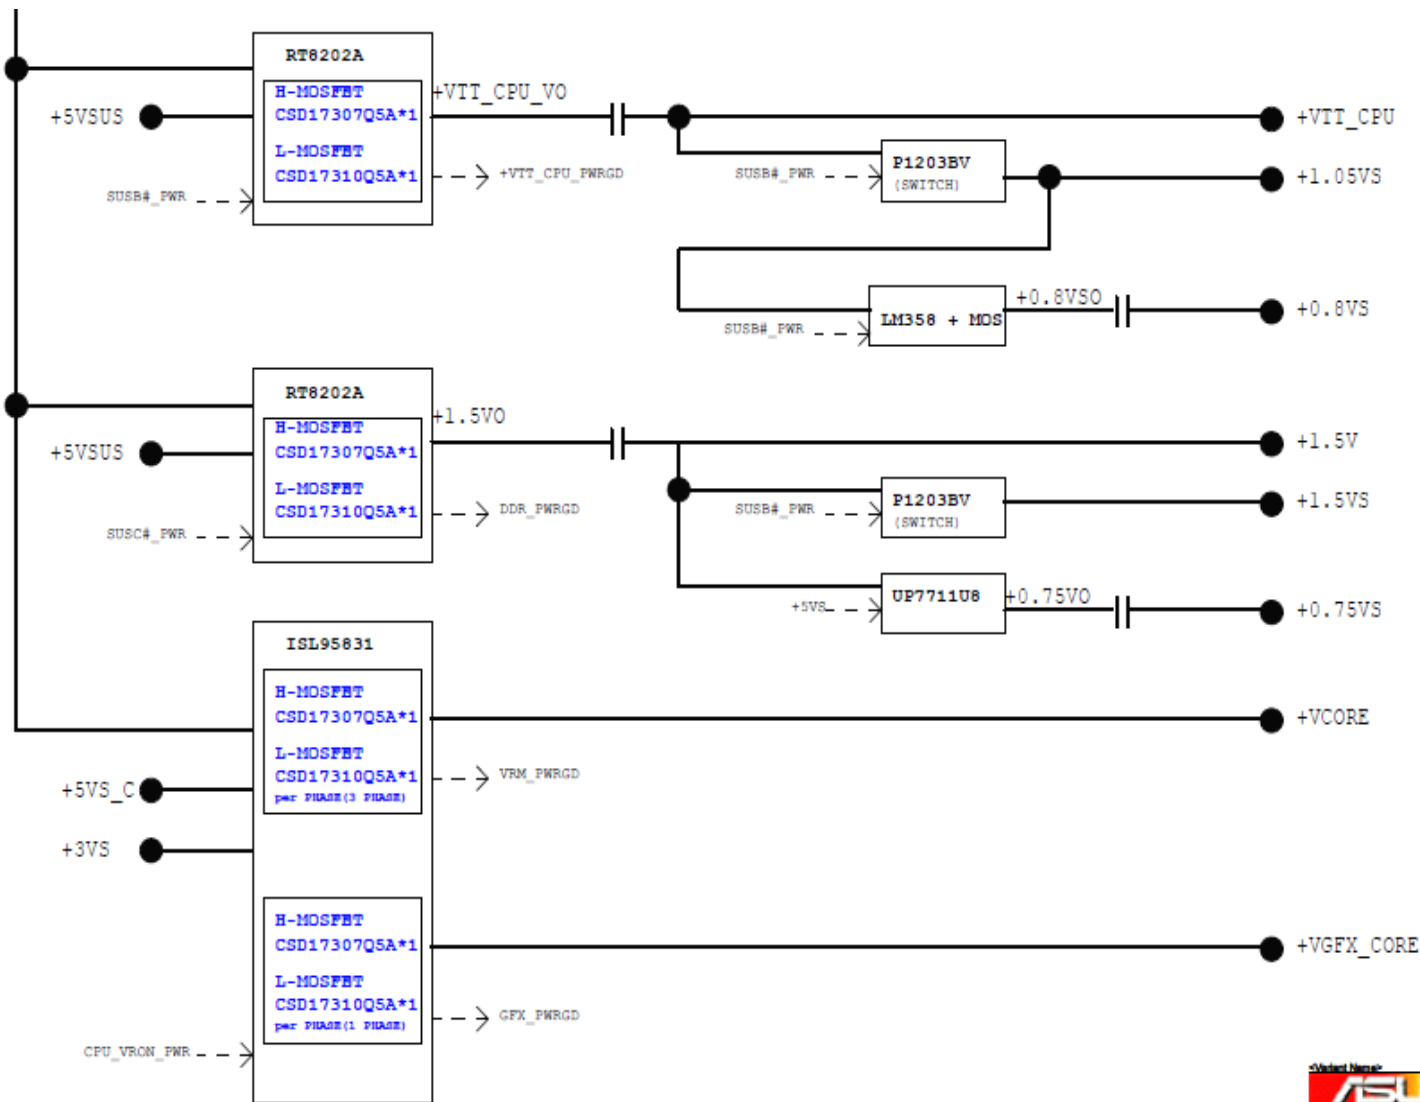 RT8202A
H-MOSFET
CSD17307Q5A*1
L-MOSFET
CSD17310Q5A*1
+5VSUS
SUSB#_PWR
+VTT_CPU_VO
+VTT_CPU_PWRGD
SUSB#_PWR
P1203BV
(SWITCH)
+VTT_CPU
+1.05VS
SUSB#_PWR
LM358 + MOS
+0.8VSO
+0.8VS
RT8202A
H-MOSFET
CSD17307Q5A*1
L-MOSFET
CSD17310Q5A*1
+5VSUS
SUSC#_PWR
+1.5VO
DDR_PWRGD
+1.5V
SUSB#_PWR
P1203BV
(SWITCH)
+1.5VS
+5VS
UP7711U8
+0.75VO
+0.75VS
ISL95831
H-MOSFET
CSD17307Q5A*1
L-MOSFET
CSD17310Q5A*1
per PHASE(3 PHASE)
+5VS_C
+3VS
VRM_PWRGD
+VCORE
H-MOSFET
CSD17307Q5A*1
L-MOSFET
CSD17310Q5A*1
per PHASE(1 PHASE)
CPU_VRON_PWR
GFX_PWRGD
+VGFX_CORE
<Variant Name>